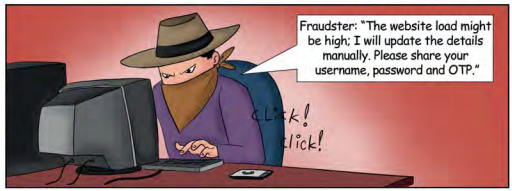 Fraudster: "The website load might
be high; I will update the details
manually. Please share your
username, password and OTP."
CLick!
click!